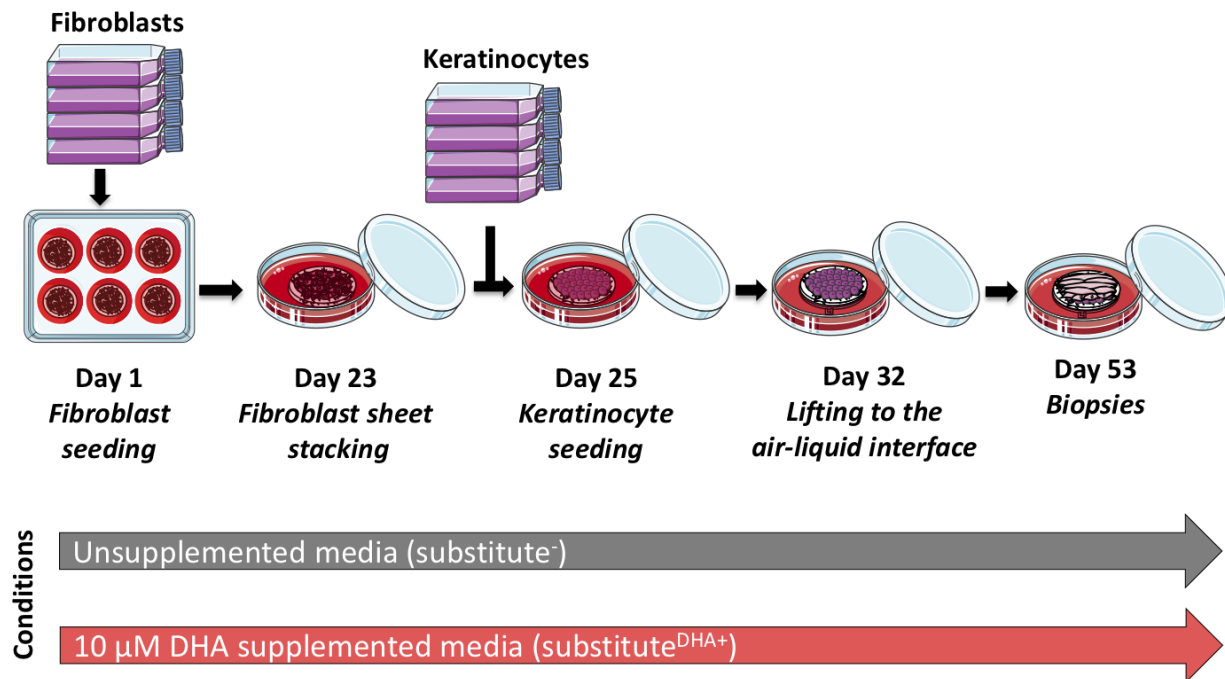 Fibroblasts
Keratinocytes
Day 1
Fibroblast
seeding
Day 23
Fibroblast sheet
stacking
Day 25
Keratinocyte
seeding
Day 32
Lifting to the
air-liquid interface
Day 53
Biopsies
Conditions
Unsupplemented media (substitute⁻)
10 µM DHA supplemented media (substituteᴰᴴᴬ⁺)